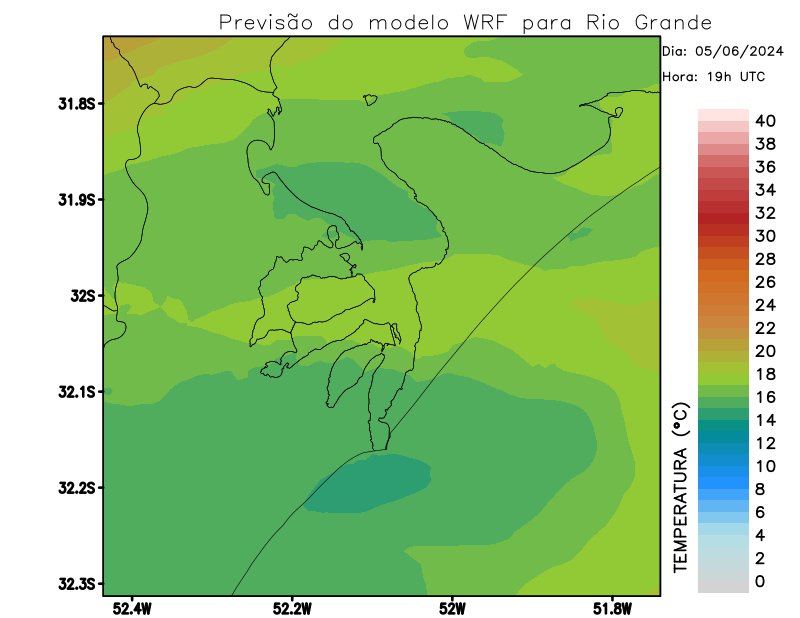 Previsão do modelo WRF para Rio Grande
Dia: 05/06/2024
Hora: 19h UTC
31.8S
31.9S
32S
32.1S
32.2S
32.3S
52.4W
52.2W
52W
51.8W
TEMPERATURA (°C)
40
38
36
34
32
30
28
26
24
22
20
18
16
14
12
10
8
6
4
2
0